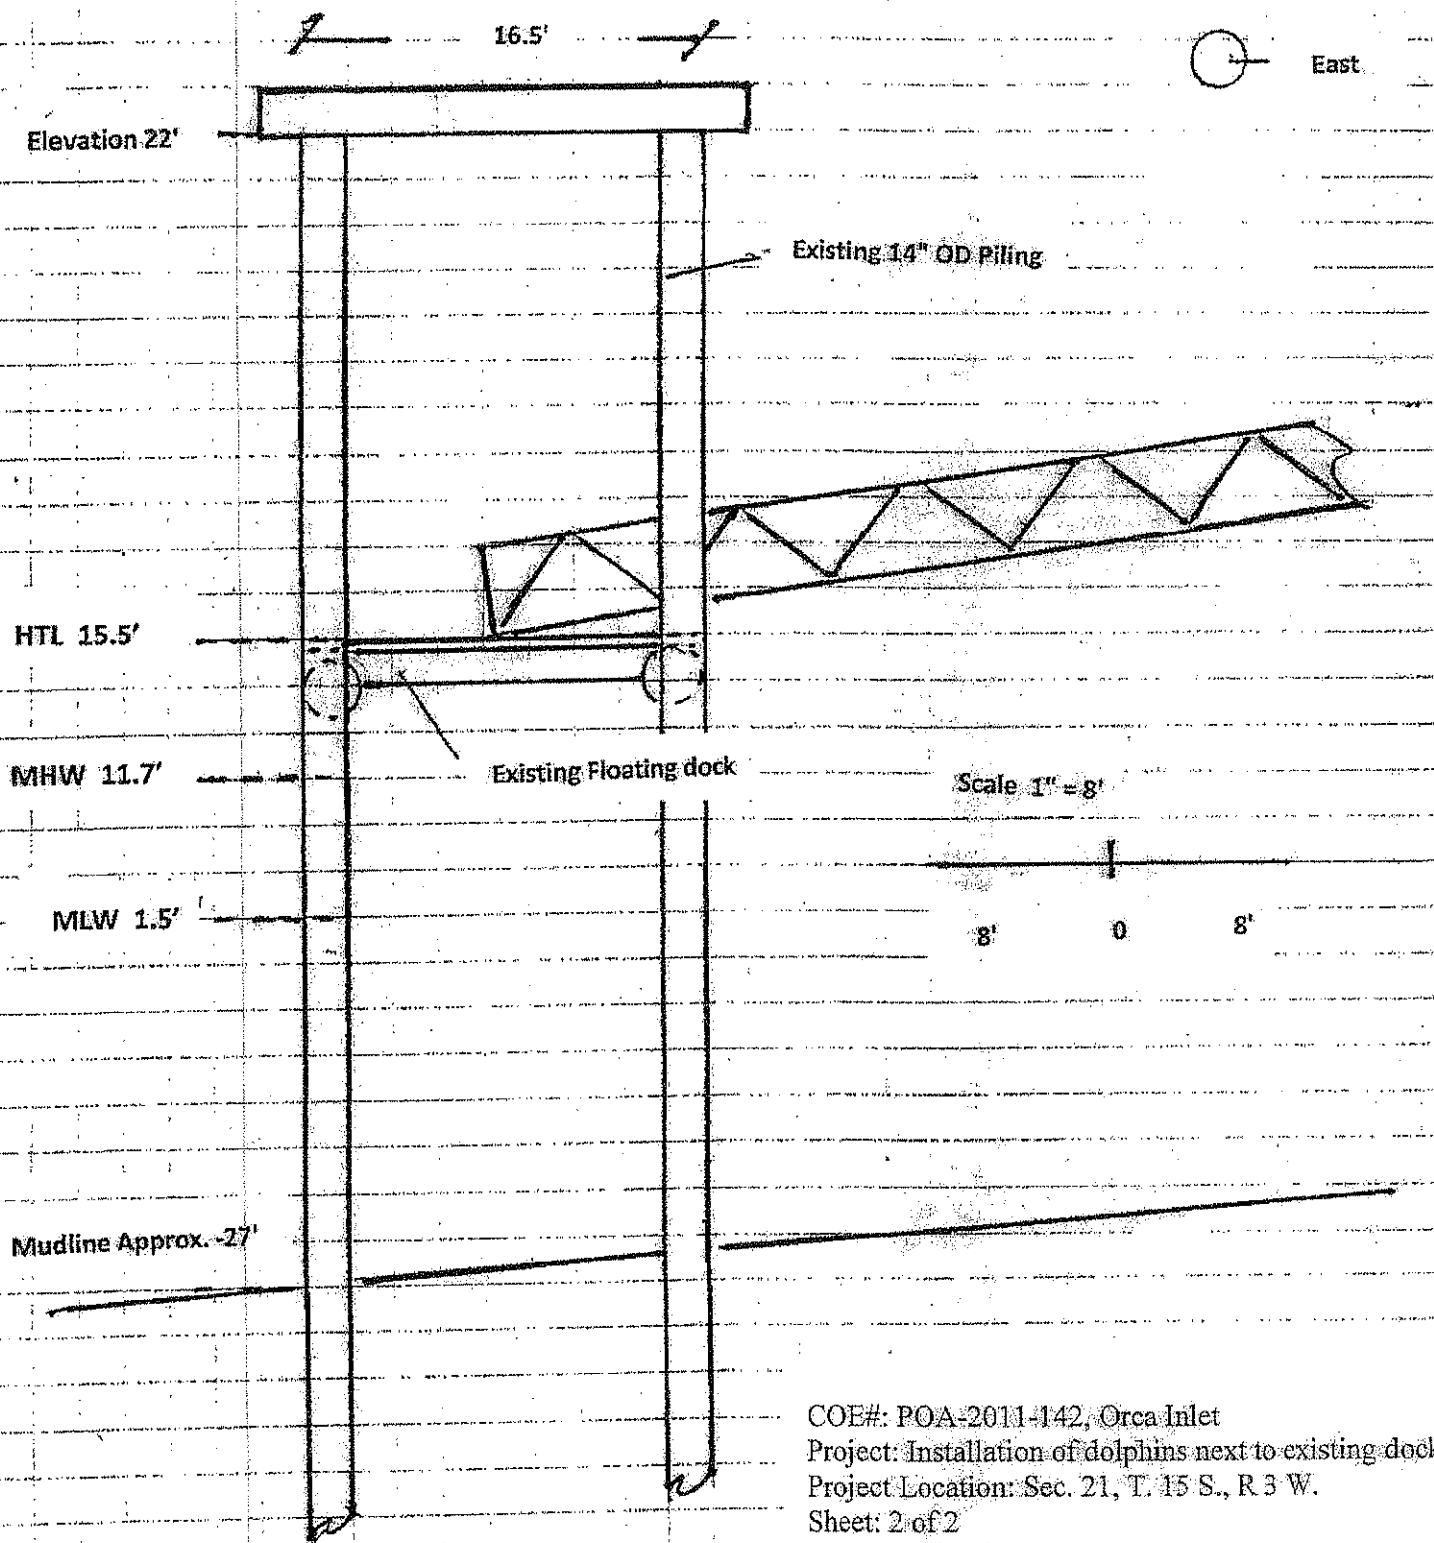 16.5'
East
Elevation 22'
Existing 14" OD Piling
HTL 15.5'
MHW 11.7'
Existing Floating dock
Scale 1" = 8'
MLW 1.5'
8' 0 8'
Mudline Approx. -27'
COE#: POA-2011-142, Orca Inlet
Project: Installation of dolphins next to existing dock
Project Location: Sec. 21, T. 15 S., R 3 W.
Sheet: 2 of 2